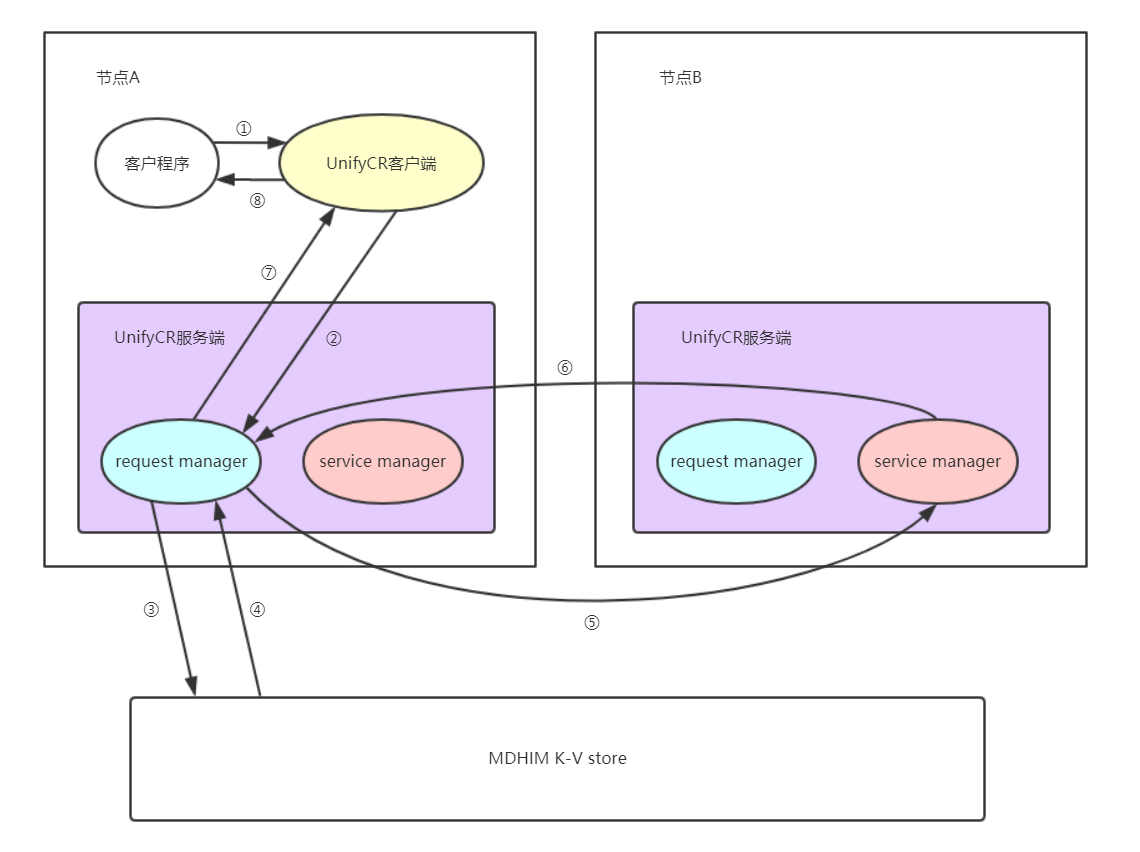 节点A
节点B
①
客户程序
UnifyCR客户端
⑧
⑦
UnifyCR服务端
②
UnifyCR服务端
⑥
request manager
service manager
request manager
service manager
③
④
⑤
MDHIM K-V store